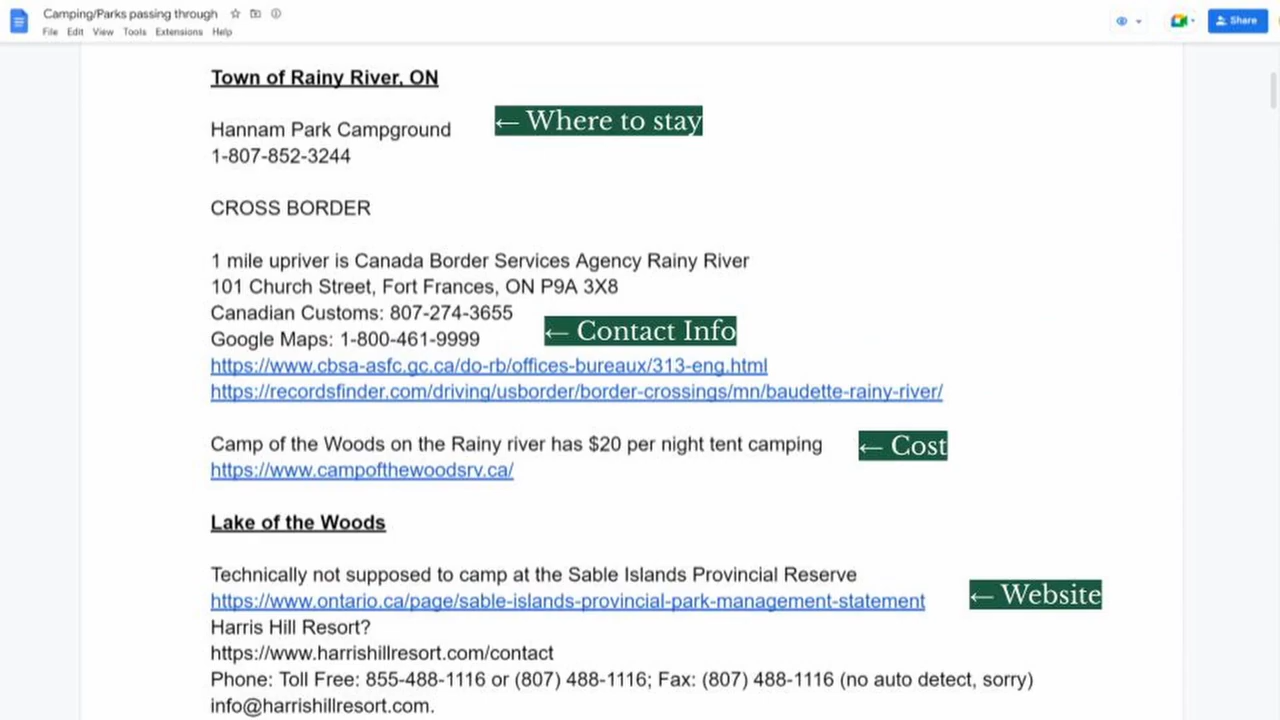 Camping/Parks passing through
File Edit View Tools Extensions Help
Share
Town of Rainy River, ON
Hannam Park Campground
← Where to stay
1-807-852-3244
CROSS BORDER
1 mile upriver is Canada Border Services Agency Rainy River
101 Church Street, Fort Frances, ON P9A 3X8
Canadian Customs: 807-274-3655
Google Maps: 1-800-461-9999
← Contact Info
https://www.cbsa-asfc.gc.ca/do-rb/offices-bureaux/313-eng.html
https://recordsfinder.com/driving/usborder/border-crossings/mn/baudette-rainy-river/
Camp of the Woods on the Rainy river has $20 per night tent camping
← Cost
https://www.campofthewoodsrv.ca/
Lake of the Woods
Technically not supposed to camp at the Sable Islands Provincial Reserve
https://www.ontario.ca/page/sable-islands-provincial-park-management-statement
← Website
Harris Hill Resort?
https://www.harrishillresort.com/contact
Phone: Toll Free: 855-488-1116 or (807) 488-1116; Fax: (807) 488-1116 (no auto detect, sorry)
info@harrishillresort.com.